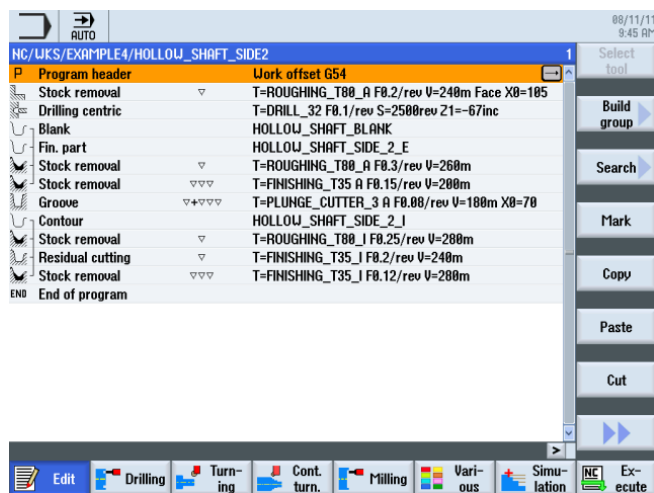 AUTO
08/11/11
9:45 AM
NC/WKS/EXAMPLE4/HOLLOW_SHAFT_SIDE2 1
P Program header Work offset G54
Stock removal ▽ T=ROUGHING_T80_A F0.2/rev V=240m Face X0=105
Drilling centric T=DRILL_32 F0.1/rev S=2500rev Z1=-67inc
Blank HOLLOW_SHAFT_BLANK
Fin. part HOLLOW_SHAFT_SIDE_2_E
Stock removal ▽ T=ROUGHING_T80_A F0.3/rev V=260m
Stock removal ▽▽▽ T=FINISHING_T35 A F0.15/rev V=200m
Groove ▽+▽▽▽ T=PLUNGE_CUTTER_3 A F0.08/rev V=180m X0=70
Contour HOLLOW_SHAFT_SIDE_2_I
Stock removal ▽ T=ROUGHING_T80_I F0.25/rev V=280m
Residual cutting ▽ T=FINISHING_T35_I F0.2/rev V=240m
Stock removal ▽▽▽ T=FINISHING_T35_I F0.12/rev V=280m
END End of program
Select
tool
Build
group
Search
Mark
Copy
Paste
Cut
Edit
Drilling
Turn-
ing
Cont.
turn.
Milling
Vari-
ous
Simu-
lation
NC Ex-
ecute